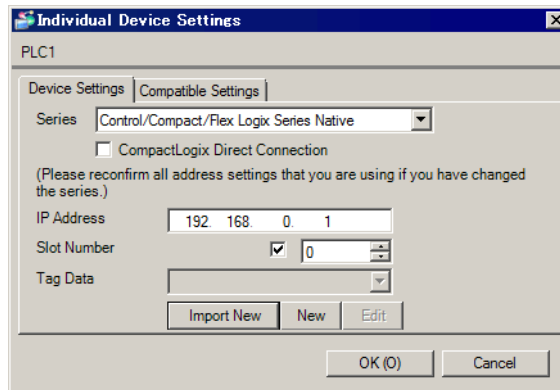 Individual Device Settings
PLC1
Device Settings Compatible Settings
Series Control/Compact/Flex Logix Series Native
CompactLogix Direct Connection
(Please reconfirm all address settings that you are using if you have changed
the series.)
IP Address 192. 168. 0. 1
Slot Number 0
Tag Data
Import New New Edit
OK (O) Cancel